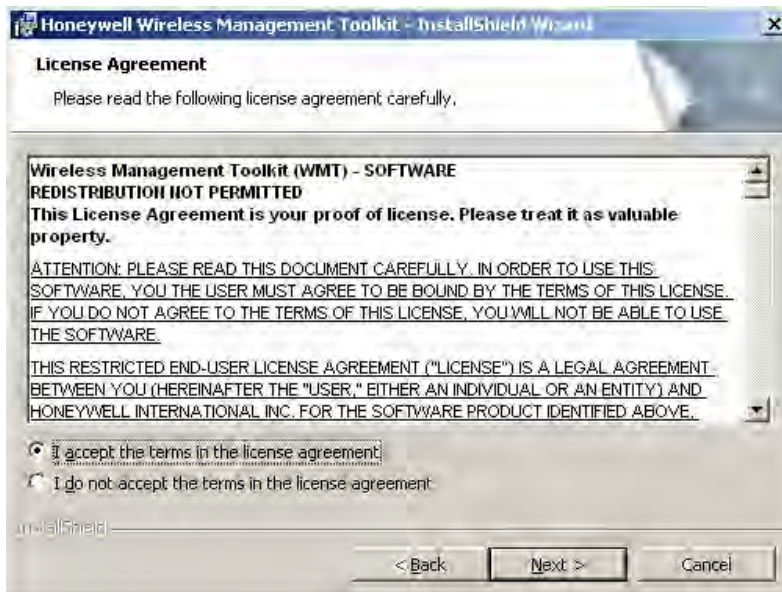 Honeywell Wireless Management Toolkit - InstallShield Wizard
License Agreement
Please read the following license agreement carefully.
Wireless Management Toolkit (WMT) - SOFTWARE
REDISTRIBUTION NOT PERMITTED
This License Agreement is your proof of license. Please treat it as valuable
property.
ATTENTION: PLEASE READ THIS DOCUMENT CAREFULLY. IN ORDER TO USE THIS
SOFTWARE, YOU THE USER MUST AGREE TO BE BOUND BY THE TERMS OF THIS LICENSE.
IF YOU DO NOT AGREE TO THE TERMS OF THIS LICENSE, YOU WILL NOT BE ABLE TO USE
THE SOFTWARE.
THIS RESTRICTED END-USER LICENSE AGREEMENT ("LICENSE") IS A LEGAL AGREEMENT
BETWEEN YOU (HEREINAFTER THE "USER," EITHER AN INDIVIDUAL OR AN ENTITY) AND
HONEYWELL INTERNATIONAL INC. FOR THE SOFTWARE PRODUCT IDENTIFIED ABOVE,
I accept the terms in the license agreement
I do not accept the terms in the license agreement
InstallShield
< Back
Next >
Cancel